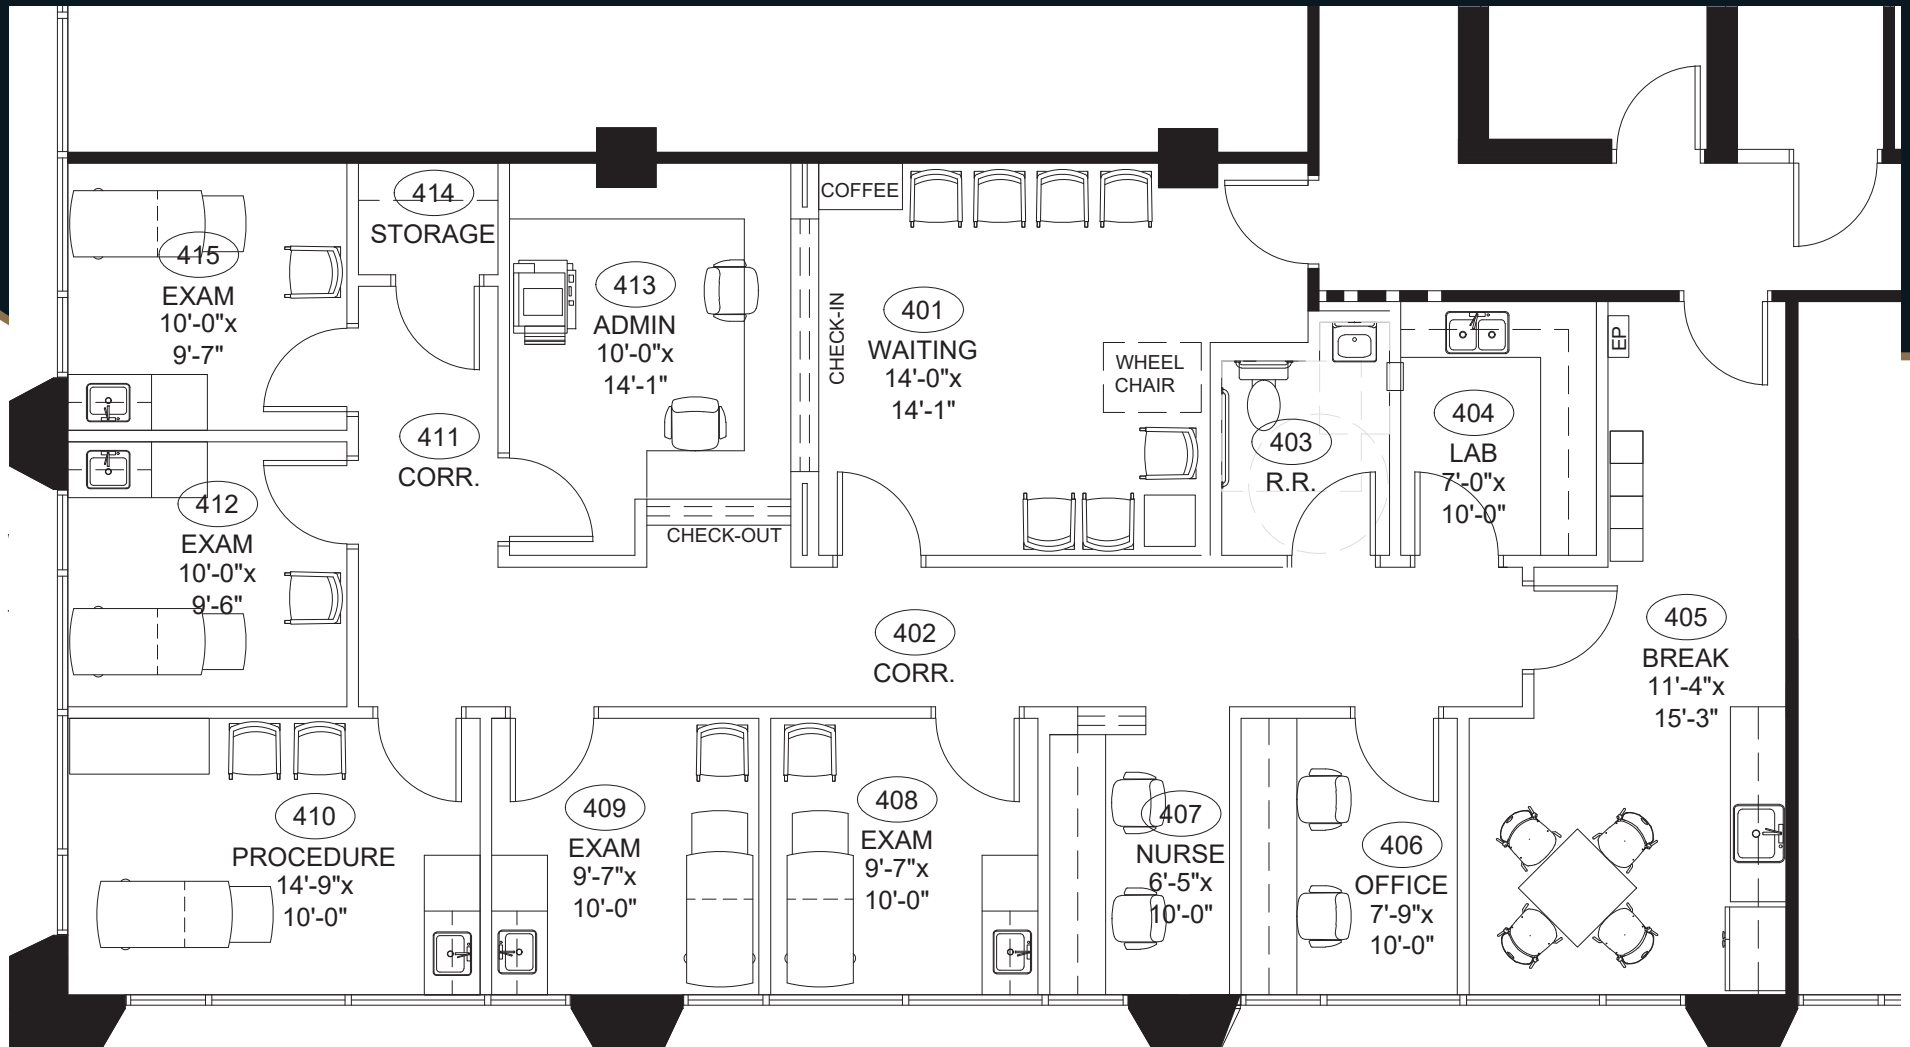 414
STORAGE
415
EXAM
10'-0"x
9'-7"
413
ADMIN
10'-0"x
14'-1"
COFFEE
CHECK-IN
401
WAITING
14'-0"x
14'-1"
WHEEL
CHAIR
403
R.R.
404
LAB
7'-0"x
10'-0"
EP
411
CORR.
412
EXAM
10'-0"x
9'-6"
CHECK-OUT
402
CORR.
405
BREAK
11'-4"x
15'-3"
410
PROCEDURE
14'-9"x
10'-0"
409
EXAM
9'-7"x
10'-0"
408
EXAM
9'-7"x
10'-0"
407
NURSE
6'-5"x
10'-0"
406
OFFICE
7'-9"x
10'-0"